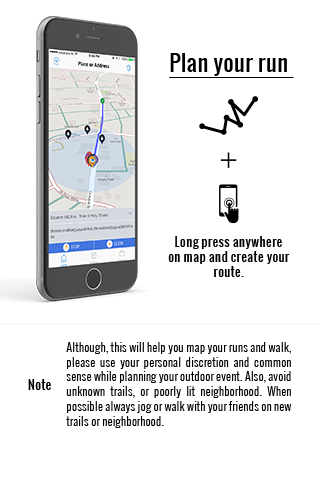 Place or Address
Plan your run
+
STOP
Long press anywhere
on map and create your
route.
Note
Although, this will help you map your runs and walk,
please use your personal discretion and common
sense while planning your outdoor event. Also, avoid
unknown trails, or poorly lit neighborhood. When
possible always jog or walk with your friends on new
trails or neighborhood.